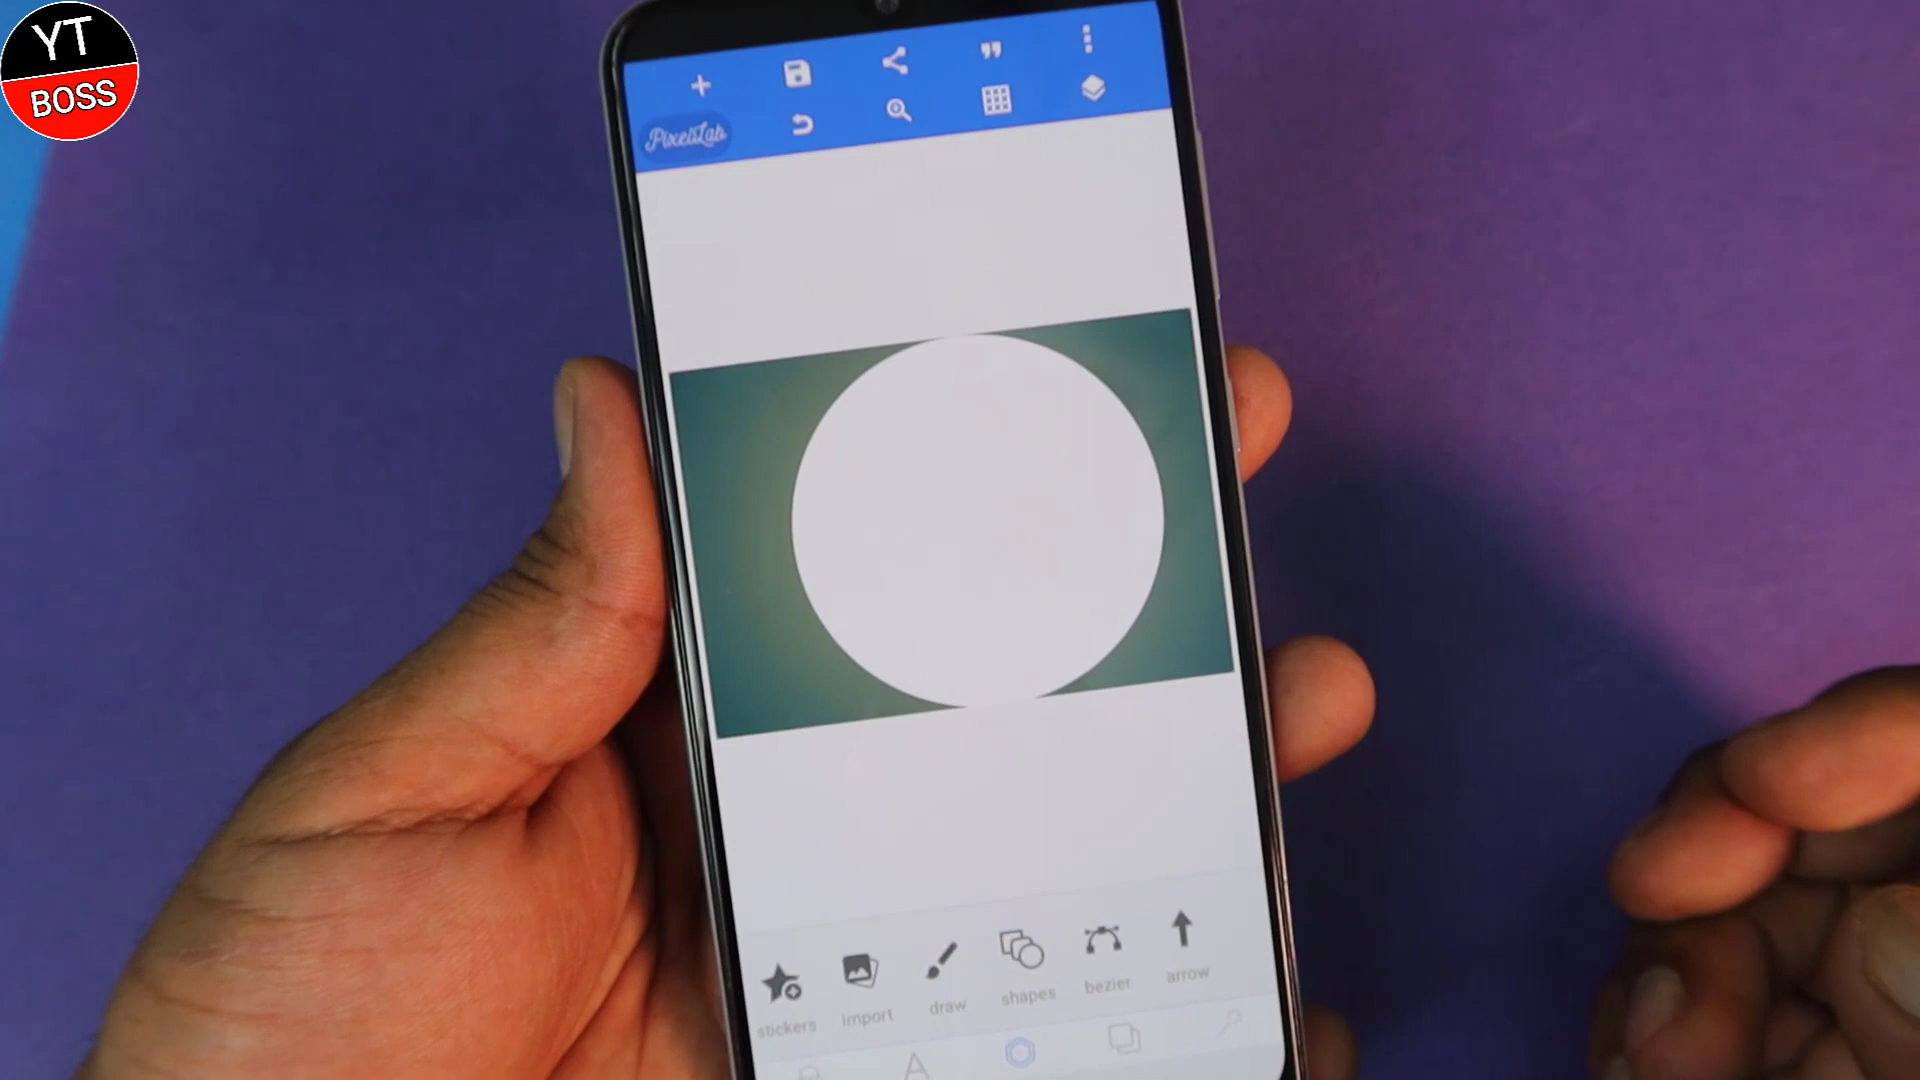 YT
BOSS
PixelLab
stickers
import
draw
shapes
bezier
arrow